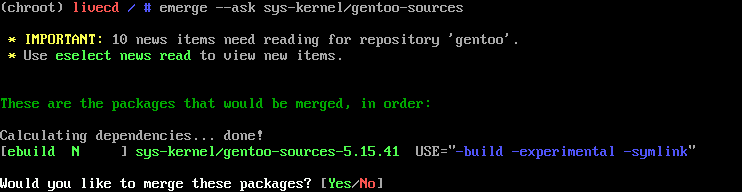 (chroot) livecd / # emerge --ask sys-kernel/gentoo-sources
* IMPORTANT: 10 news items need reading for repository 'gentoo'.
* Use eselect news read to view new items.
These are the packages that would be merged, in order:
Calculating dependencies... done!
[ebuild  N     ] sys-kernel/gentoo-sources-5.15.41  USE="-build -experimental -symlink"
Would you like to merge these packages? [Yes/No]